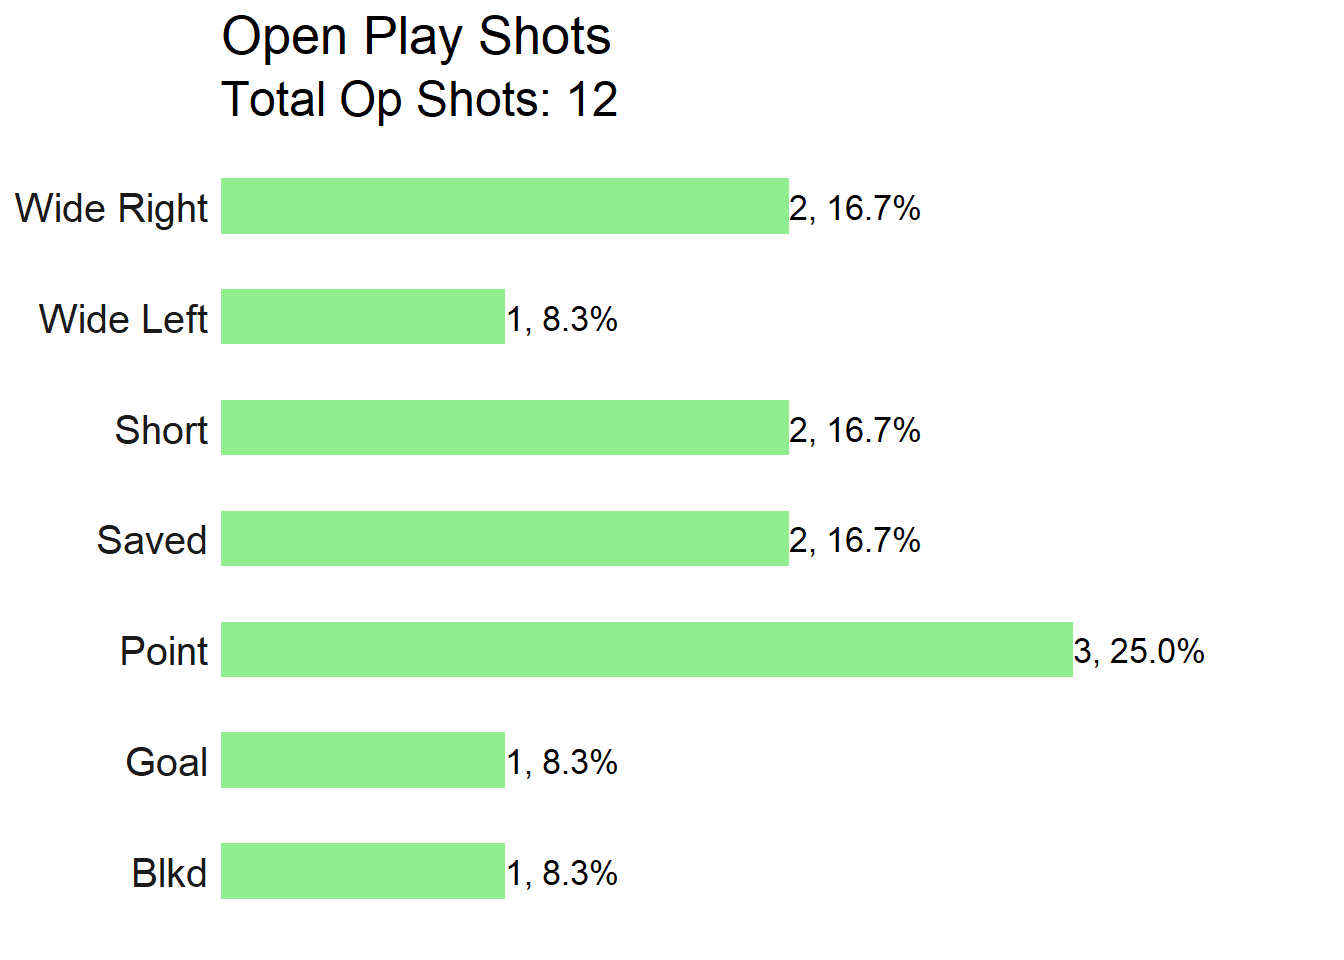 Open Play Shots
Total Op Shots: 12
Wide Right 2, 16.7%
Wide Left 1, 8.3%
Short 2, 16.7%
Saved 2, 16.7%
Point 3, 25.0%
Goal 1, 8.3%
Blkd 1, 8.3%